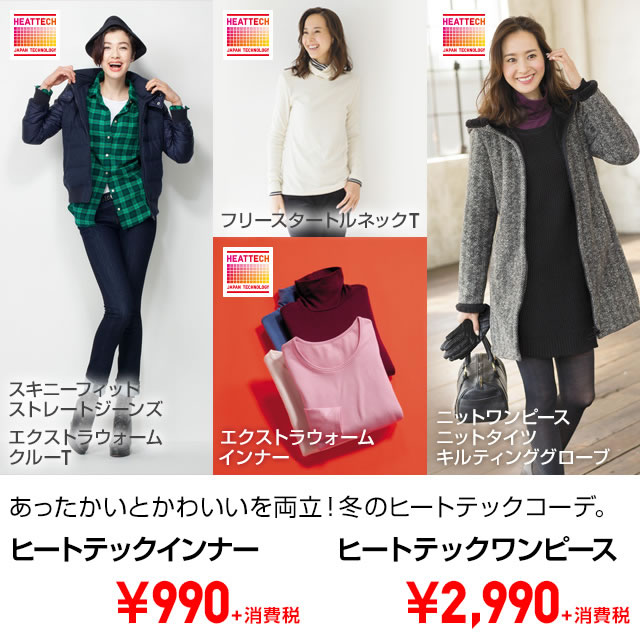 HEATTECH
JAPAN TECHNOLOGY
スキニーフィット
ストレートジーンズ
エクストラウォーム
クルーT
HEATTECH
JAPAN TECHNOLOGY
フリースタートルネックT
HEATTECH
JAPAN TECHNOLOGY
エクストラウォーム
インナー
HEATTECH
JAPAN TECHNOLOGY
ニットワンピース
ニットタイツ
キルティンググローブ
あったかいとかわいいを両立！冬のヒートテックコーデ。
ヒートテックインナー
¥990+消費税
ヒートテックワンピース
¥2,990+消費税